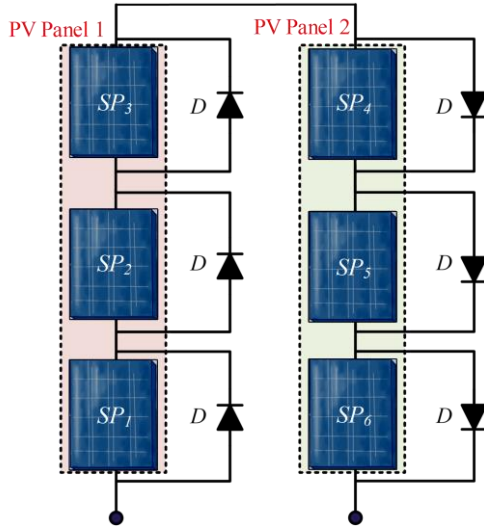 PV Panel 1
PV Panel 2
SP3
D
SP4
D
SP2
D
SP5
D
SP1
D
SP6
D